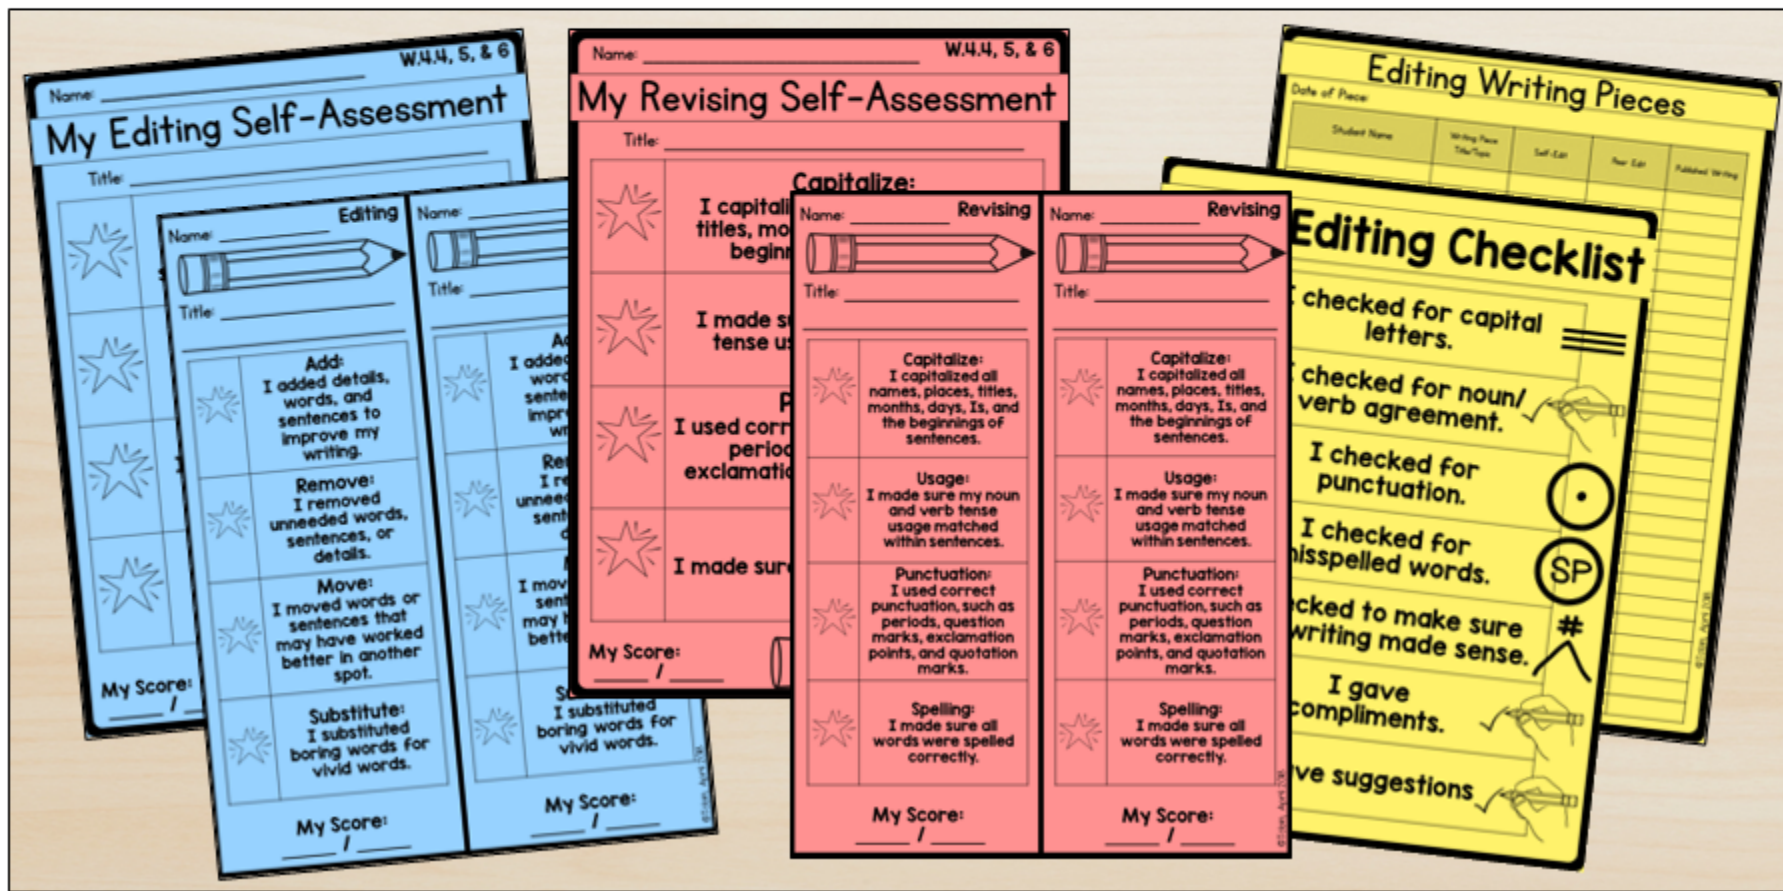 W.4.4, 5, & 6
Name:
My Editing Self-Assessment
Title:
My Score:
/
Editing
Name:
Title:
Add:
I added details,
words, and
sentences to
improve my
writing.
Remove:
I removed
unneeded words,
sentences, or
details.
Move:
I moved words or
sentences that
may have worked
better in another
spot.
Substitute:
I substituted
boring words for
vivid words.
My Score:
/
Name:
Title:
I added
I substituted
boring words for
vivid words.
My Score:
/
W.4.4, 5, & 6
Name:
My Revising Self-Assessment
Title:
Capitalize:
I
titles,
I made
tense
I used
I made
My Score:
/
Revising
Name:
Title:
Capitalize:
I capitalized all
names, places, titles,
months, days, Is, and
the beginnings of
sentences.
Usage:
I made sure my noun
and verb tense
usage matched
within sentences.
Punctuation:
I used correct
punctuation, such as
periods, question
marks, exclamation
points, and quotation
marks.
Spelling:
I made sure all
words were spelled
correctly.
My Score:
/
Revising
Name:
Title:
Capitalize:
I capitalized all
names, places, titles,
months, days, Is, and
the beginnings of
sentences.
Usage:
I made sure my noun
and verb tense
usage matched
within sentences.
Punctuation:
I used correct
punctuation, such as
periods, question
marks, exclamation
points, and quotation
marks.
Spelling:
I made sure all
words were spelled
correctly.
My Score:
/
Editing Writing Pieces
Date of Piece:
Student Name
Writing Piece
Title/Topic
Self-Edit
Peer Edit
Published Writing
Editing Checklist
I checked for capital
letters.
checked for noun/
verb agreement.
I checked for
punctuation.
I checked for
misspelled words.
SP
to make sure
writing made sense.
#
I gave
compliments.
suggestions